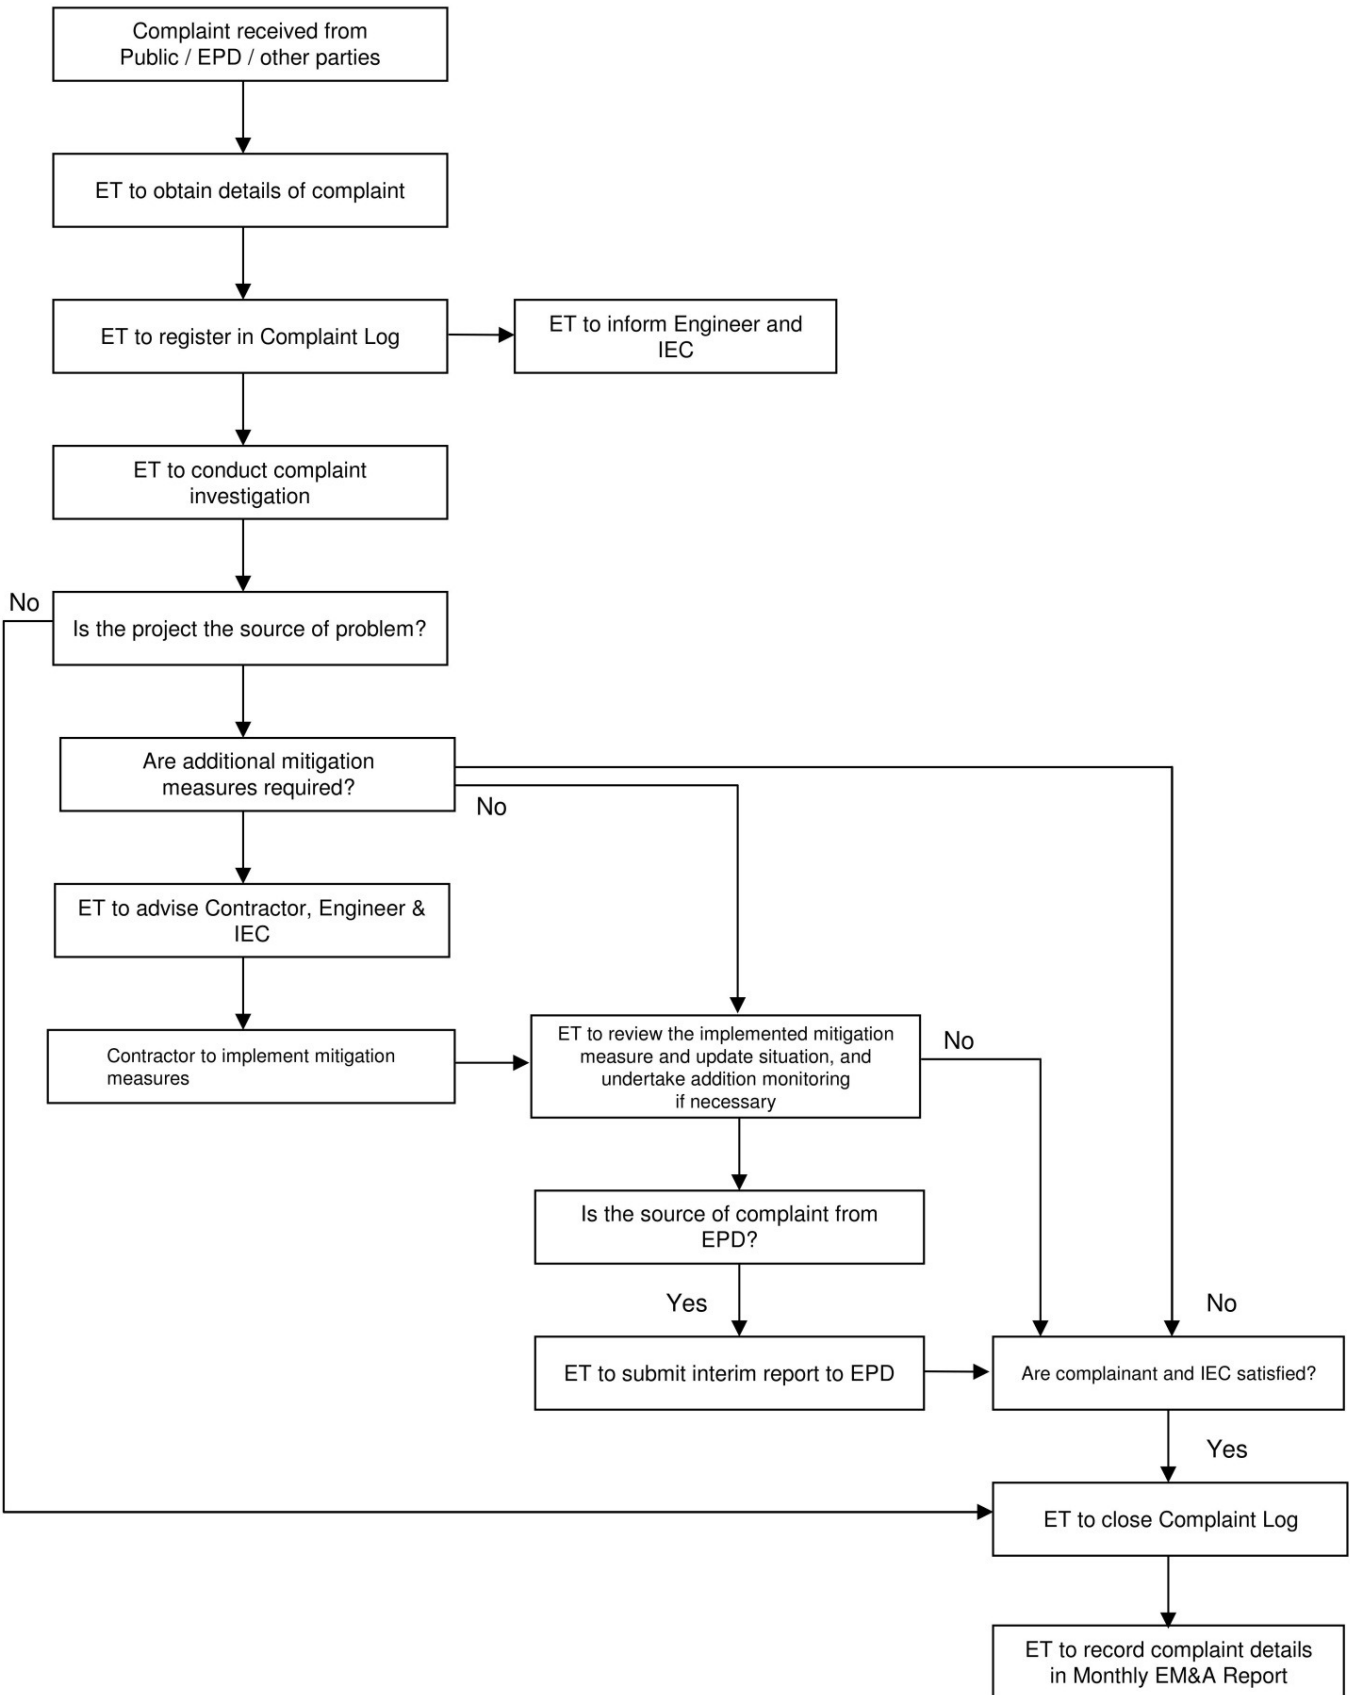 Complaint received from
Public / EPD / other parties
ET to obtain details of complaint
ET to register in Complaint Log
ET to inform Engineer and
IEC
ET to conduct complaint
investigation
No
Is the project the source of problem?
Are additional mitigation
measures required?
No
ET to advise Contractor, Engineer &
IEC
Contractor to implement mitigation
measures
ET to review the implemented mitigation
measure and update situation, and
undertake addition monitoring
if necessary
No
Is the source of complaint from
EPD?
Yes
No
ET to submit interim report to EPD
Are complainant and IEC satisfied?
Yes
ET to close Complaint Log
ET to record complaint details
in Monthly EM&A Report